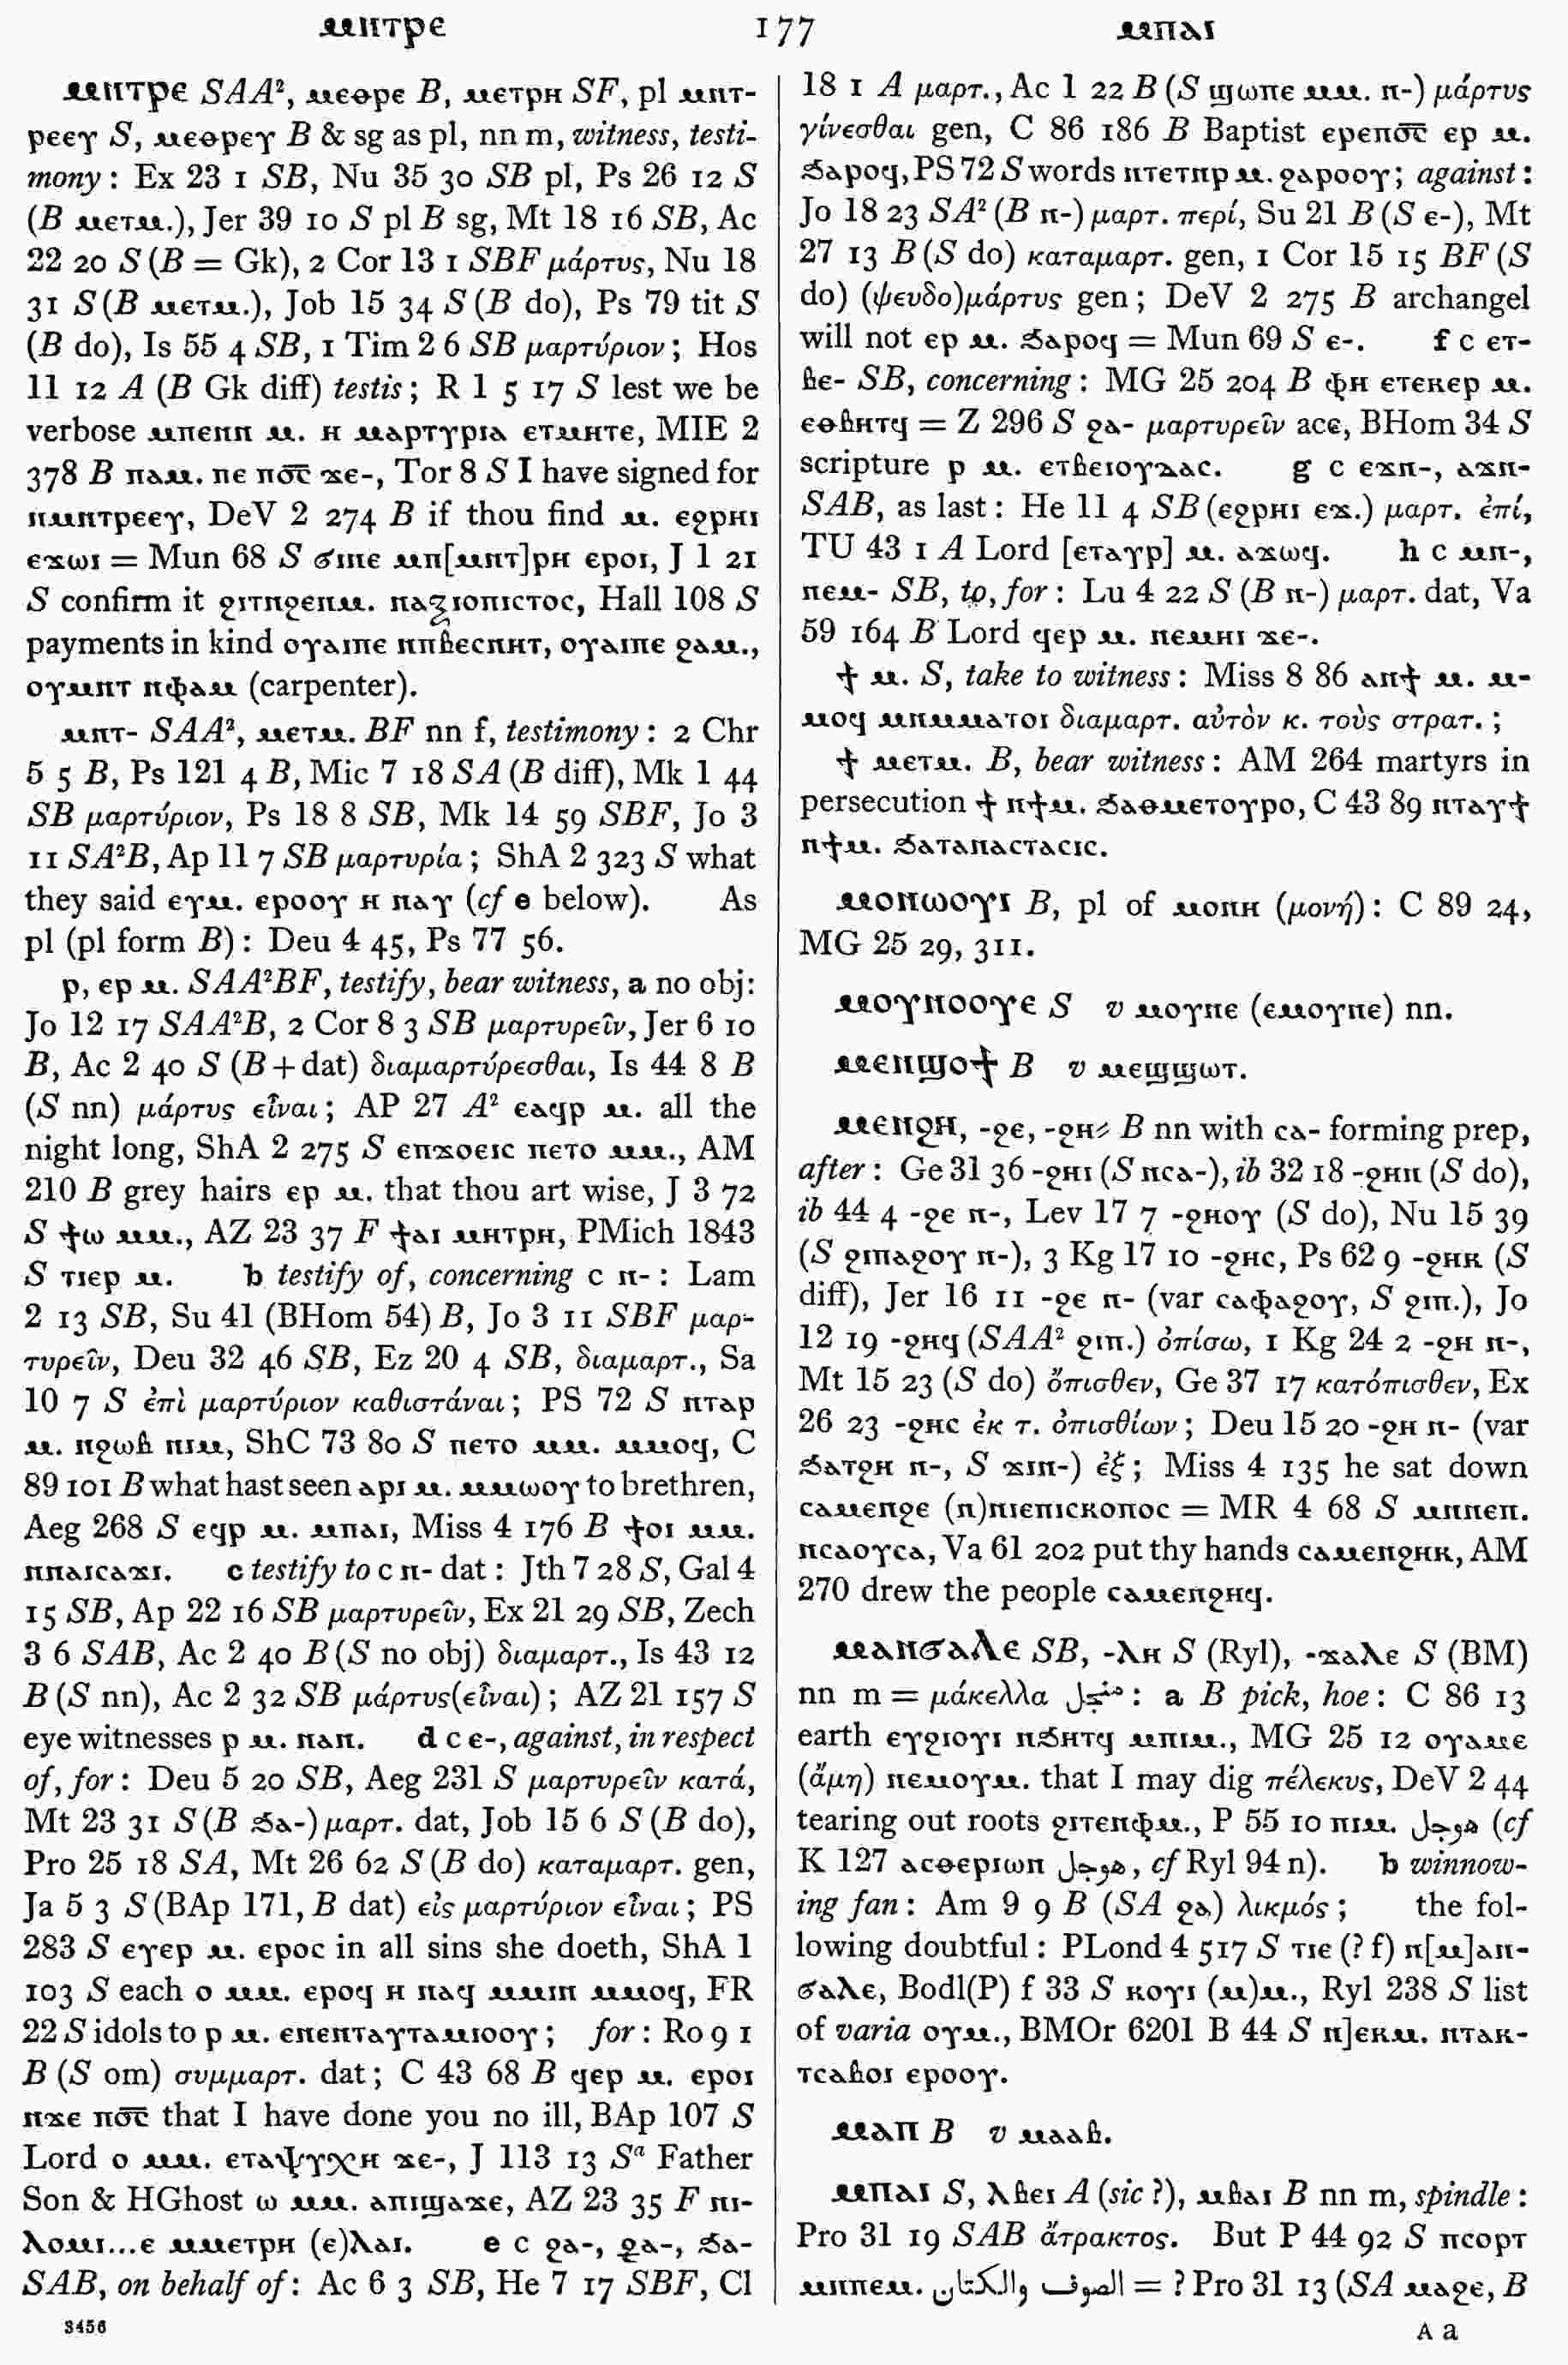 ⲙⲛⲧⲣⲉ 177 ⲙⲡⲁⲓ
ⲙⲛⲧⲣⲉ SAA², ⲙⲉⲑⲣⲉ B, ⲙⲉⲧⲣⲏ SF, pl ⲙⲛⲧ-
ⲣⲉⲉⲩ S, ⲙⲉⲑⲣⲉⲩ B & sg as pl, nn m, witness, testi-
mony: Ex 23 1 SB, Nu 35 30 SB pl, Ps 26 12 S
(B ⲙⲉⲧⲙ.), Jer 39 10 S pl B sg, Mt 18 16 SB, Ac
22 20 S (B = Gk), 2 Cor 13 1 SBF μάρτυς, Nu 18
31 S (B ⲙⲉⲧⲙ.), Job 15 34 S (B do), Ps 79 tit S
(B do), Is 55 4 SB, 1 Tim 2 6 SB μαρτύριον; Hos
11 12 A (B Gk diff) testis; R 1 5 17 S lest we be
verbose ⲙⲡⲉⲛⲛ ⲙ. ⲏ ⲙⲁⲣⲧⲩⲣⲓⲁ ⲉⲧⲙⲏⲧⲉ, MIE 2
378 B ⲡⲁⲙ. ⲡⲉ ⲡϭ̅ⲥ̅ ϫⲉ-, Tor 8 S I have signed for
ⲛⲙⲛⲧⲣⲉⲉⲩ, DeV 2 274 B if thou find ⲙ. ⲉϩⲣⲏⲓ
ⲉϫⲱⲓ = Mun 68 S ϭⲓⲛⲉ ⲙⲡ[ⲙⲛⲧ]ⲣⲏ ⲉⲣⲟⲓ, J 1 21
S confirm it ϩⲓⲧⲛϩⲉⲛⲙ. ⲛⲁⲝⲓⲟⲡⲓⲥⲧⲟⲥ, Hall 108 S
payments in kind ⲟⲩⲁⲓⲡⲉ ⲛⲛⲃⲉⲥⲛⲏⲧ, ⲟⲩⲁⲓⲡⲉ ϩⲁⲙ.,
ⲟⲩⲙⲛⲧ ⲛⲫⲁⲙ (carpenter).
ⲙⲛⲧ- SAA², ⲙⲉⲧⲙ. BF nn f, testimony: 2 Chr
5 5 B, Ps 121 4 B, Mic 7 18 SA (B diff), Mk 1 44
SB μαρτύριον, Ps 18 8 SB, Mk 14 59 SBF, Jo 3
11 SA²B, Ap 11 7 SB μαρτυρία; ShA 2 323 S what
they said ⲉⲩⲙ. ⲉⲣⲟⲟⲩ ⲏ ⲛⲁⲩ (cf e below). As
pl (pl form B): Deu 4 45, Ps 77 56.
ⲣ, ⲉⲣ ⲙ. SAA²BF, testify, bear witness, a no obj:
Jo 12 17 SAA²B, 2 Cor 8 3 SB μαρτυρεῖν, Jer 6 10
B, Ac 2 40 S (B + dat) διαμαρτύρεσθαι, Is 44 8 B
(S nn) μάρτυς εἶναι; AP 27 A² ⲉⲁϥⲣ ⲙ. all the
night long, ShA 2 275 S ⲉⲡϫⲟⲉⲓⲥ ⲡⲉⲧⲟ ⲙⲙ., AM
210 B grey hairs ⲉⲣ ⲙ. that thou art wise, J 3 72
S ϯⲱ ⲙⲙ., AZ 23 37 F ϯⲁⲓ ⲙⲏⲧⲣⲏ, PMich 1843
S ⲧⲓⲉⲣ ⲙ. b testify of, concerning c ⲛ-: Lam
2 13 SB, Su 41 (BHom 54) B, Jo 3 11 SBF μαρ-
τυρεῖν, Deu 32 46 SB, Ez 20 4 SB, διαμαρτ., Sa
10 7 S ἐπὶ μαρτύριον καθιστάναι; PS 72 S ⲛⲧⲁⲣ
ⲙ. ⲛϩⲱⲃ ⲛⲓⲙ, ShC 73 80 S ⲡⲉⲧⲟ ⲙⲙ. ⲙⲙⲟϥ, C
89 101 B what hast seen ⲁⲣⲓ ⲙ. ⲙⲙⲱⲟⲩ to brethren,
Aeg 268 S ⲉϥⲣ ⲙ. ⲙⲡⲁⲓ, Miss 4 176 B ϯⲟⲓ ⲙⲙ.
ⲛⲛⲁⲓⲥⲁϫⲓ. c testify to c ⲛ- dat: Jth 7 28 S, Gal 4
15 SB, Ap 22 16 SB μαρτυρεῖν, Ex 21 29 SB, Zech
3 6 SAB, Ac 2 40 B (S no obj) διαμαρτ., Is 43 12
B (S nn), Ac 2 32 SB μάρτυς(εἶναι); AZ 21 157 S
eye witnesses ⲣ ⲙ. ⲛⲁⲛ. d c ⲉ-, against, in respect
of, for: Deu 5 20 SB, Aeg 231 S μαρτυρεῖν κατά,
Mt 23 31 S (B ϧⲁ-) μαρτ. dat, Job 15 6 S (B do),
Pro 25 18 SA, Mt 26 62 S (B do) καταμαρτ. gen,
Ja 5 3 S (BAp 171, B dat) εἰς μαρτύριον εἶναι; PS
283 S ⲉⲩⲉⲣ ⲙ. ⲉⲣⲟⲥ in all sins she doeth, ShA 1
103 S each ⲟ ⲙⲙ. ⲉⲣⲟϥ ⲏ ⲛⲁϥ ⲙⲙⲓⲛ ⲙⲙⲟϥ, FR
22 S idols to ⲣ ⲙ. ⲉⲛⲉⲛⲧⲁⲩⲧⲁⲙⲓⲟⲟⲩ; for: Ro 9 1
B (S om) συμμαρτ. dat; C 43 68 B ϥⲉⲣ ⲙ. ⲉⲣⲟⲓ
ⲛϫⲉ ⲡϭ̅ⲥ̅ that I have done you no ill, BAp 107 S
Lord ⲟ ⲙⲙ. ⲉⲧⲁⲯⲩⲭⲏ ϫⲉ-, J 113 13 Sᵃ Father
Son & HGhost ⲱ ⲙⲙ. ⲁⲡⲓϣⲁϫⲉ, AZ 23 35 F ⲡⲓ-
ⲗⲟⲙⲓ...ⲉ ⲙⲙⲉⲧⲣⲏ (ⲉ)ⲗⲁⲓ. e c ϩⲁ-, ϩⲁ-, ϧⲁ-
SAB, on behalf of: Ac 6 3 SB, He 7 17 SBF, Cl
3456
18 1 A μαρτ., Ac 1 22 B (S ϣⲱⲡⲉ ⲙⲙ. ⲛ-) μάρτυς
γίνεσθαι gen, C 86 186 B Baptist ⲉⲣⲉⲡϭ̅ⲥ̅ ⲉⲣ ⲙ.
ϧⲁⲣⲟϥ, PS 72 S words ⲛⲧⲉⲧⲛⲣ ⲙ. ϩⲁⲣⲟⲟⲩ; against:
Jo 18 23 SA² (B ⲛ-) μαρτ. περί, Su 21 B (S ⲉ-), Mt
27 13 B (S do) καταμαρτ. gen, 1 Cor 15 15 BF (S
do) (ψευδο)μάρτυς gen; DeV 2 275 B archangel
will not ⲉⲣ ⲙ. ϧⲁⲣⲟϥ = Mun 69 S ⲉ-. f c ⲉⲧ-
ⲃⲉ- SB, concerning: MG 25 204 B ⲫⲏ ⲉⲧⲉⲕⲉⲣ ⲙ.
ⲉⲑⲃⲏⲧϥ = Z 296 S ϩⲁ- μαρτυρεῖν acc, BHom 34 S
scripture ⲣ ⲙ. ⲉⲧⲃⲉⲓⲟⲩⲇⲁⲥ. g c ⲉϫⲛ-, ⲁϫⲛ-
SAB, as last: He 11 4 SB (ⲉϩⲣⲏⲓ ⲉϫ.) μαρτ. ἐπί,
TU 43 1 A Lord [ⲉⲧⲁⲩⲣ] ⲙ. ⲁϫⲱϥ. h c ⲙⲛ-,
ⲛⲉⲙ- SB, to, for: Lu 4 22 S (B ⲛ-) μαρτ. dat, Va
59 164 B Lord ϥⲉⲣ ⲙ. ⲛⲉⲙⲏⲓ ϫⲉ-.
ϯ ⲙ. S, take to witness: Miss 8 86 ⲁⲛϯ ⲙ. ⲙ-
ⲙⲟϥ ⲙⲛⲙⲙⲁⲧⲟⲓ διαμαρτ. αὐτὸν κ. τοὺς στρατ.;
ϯ ⲙⲉⲧⲙ. B, bear witness: AM 264 martyrs in
persecution ϯ ⲛϯⲙ. ϧⲁⲑⲙⲉⲧⲟⲩⲣⲟ, C 43 89 ⲛⲧⲁⲩϯ
ⲛϯⲙ. ϧⲁⲧⲁⲛⲁⲥⲧⲁⲥⲓⲥ.
ⲙⲟⲛⲱⲟⲩⲓ B, pl of ⲙⲟⲛⲏ (μονή): C 89 24,
MG 25 29, 311.
ⲙⲟⲩⲛⲟⲟⲩⲉ S v ⲙⲟⲩⲛⲉ (ⲉⲙⲟⲩⲛⲉ) nn.
ⲙⲉⲛϣⲟϯ B v ⲙⲉϣϣⲱⲧ.
ⲙⲉⲛϩⲏ, -ϩⲉ, -ϩⲏ⸗ B nn with ⲥⲁ- forming prep,
after: Ge 31 36 -ϩⲏⲓ (S ⲛⲥⲁ-), ib 32 18 -ϩⲏⲛ (S do),
ib 44 4 -ϩⲉ ⲛ-, Lev 17 7 -ϩⲏⲟⲩ (S do), Nu 15 39
(S ϩⲓⲡⲁϩⲟⲩ ⲛ-), 3 Kg 17 10 -ϩⲏⲥ, Ps 62 9 -ϩⲏⲕ (S
diff), Jer 16 11 -ϩⲉ ⲛ- (var ⲥⲁⲫⲁϩⲟⲩ, S ϩⲓⲡ.), Jo
12 19 -ϩⲏϥ (SAA² ϩⲓⲡ.) ὀπίσω, 1 Kg 24 2 -ϩⲏ ⲛ-,
Mt 15 23 (S do) ὄπισθεν, Ge 37 17 κατόπισθεν, Ex
26 23 -ϩⲏⲥ ἐκ τ. ὀπισθίων; Deu 15 20 -ϩⲏ ⲛ- (var
ϧⲁⲧϩⲏ ⲛ-, S ϫⲓⲛ-) ἐξ; Miss 4 135 he sat down
ⲥⲁⲙⲉⲛϩⲉ (ⲛ)ⲡⲓⲉⲡⲓⲥⲕⲟⲡⲟⲥ = MR 4 68 S ⲙⲛⲡⲉⲡ.
ⲛⲥⲁⲟⲩⲥⲁ, Va 61 202 put thy hands ⲥⲁⲙⲉⲛϩⲏⲕ, AM
270 drew the people ⲥⲁⲙⲉⲛϩⲏϥ.
ⲙⲁⲛϭⲁⲗⲉ SB, -ⲗⲏ S (Ryl), -ϫⲁⲗⲉ S (BM)
nn m = μάκελλα منجل: a B pick, hoe: C 86 13
earth ⲉⲩϩⲓⲟⲩⲓ ⲛϧⲏⲧϥ ⲙⲡⲓⲙ., MG 25 12 ⲟⲩⲁⲙⲉ
(ἄμη) ⲛⲉⲙⲟⲩⲙ. that I may dig πέλεκυς, DeV 2 44
tearing out roots ϩⲓⲧⲉⲛⲫⲙ., P 55 10 ⲡⲓⲙ. هوجل (cf
K 127 ⲁⲥⲑⲉⲣⲓⲱⲛ هوجل, cf Ryl 94 n). b winnow-
ing fan: Am 9 9 B (SA ϩⲁ) λικμός; the fol-
lowing doubtful: PLond 4 517 S ⲧⲓⲉ (? f) ⲛ[ⲙ]ⲁⲛ-
ϭⲁⲗⲉ, Bodl(P) f 33 S ⲕⲟⲩⲓ (ⲙ)ⲙ., Ryl 238 S list
of varia ⲟⲩⲙ., BMOr 6201 B 44 S ⲛ]ⲉⲕⲙ. ⲛⲧⲁⲕ-
ⲧⲥⲁⲃⲟⲓ ⲉⲣⲟⲟⲩ.
ⲙⲁⲡ B v ⲙⲁⲁⲃ.
ⲙⲡⲁⲓ S, ⲗⲃⲉⲓ A (sic ?), ⲙⲃⲁⲓ B nn m, spindle:
Pro 31 19 SAB ἄτρακτος. But P 44 92 S ⲡⲥⲟⲣⲧ
ⲙⲛⲡⲉⲙ. الصوف والكتان = ? Pro 31 13 (SA ⲙⲁϩⲉ, B
A a